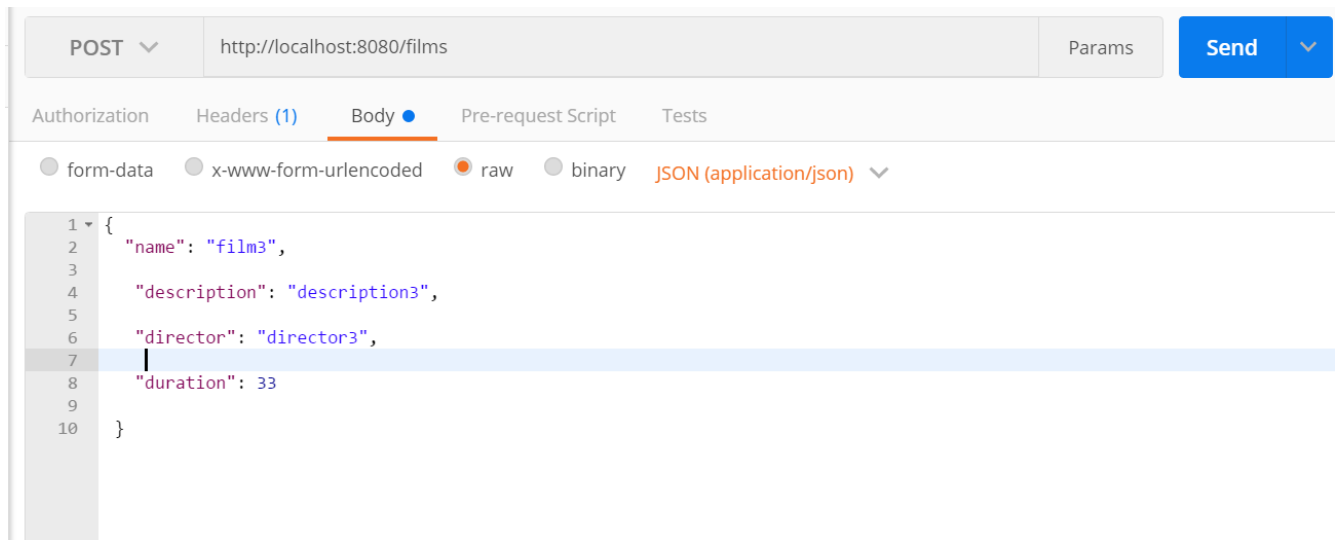 POST http://localhost:8080/films Params Send
Authorization Headers (1) Body Pre-request Script Tests
form-data x-www-form-urlencoded raw binary JSON (application/json)
1 {
2 "name": "film3",
3
4 "description": "description3",
5
6 "director": "director3",
7
8 "duration": 33
9
10 }